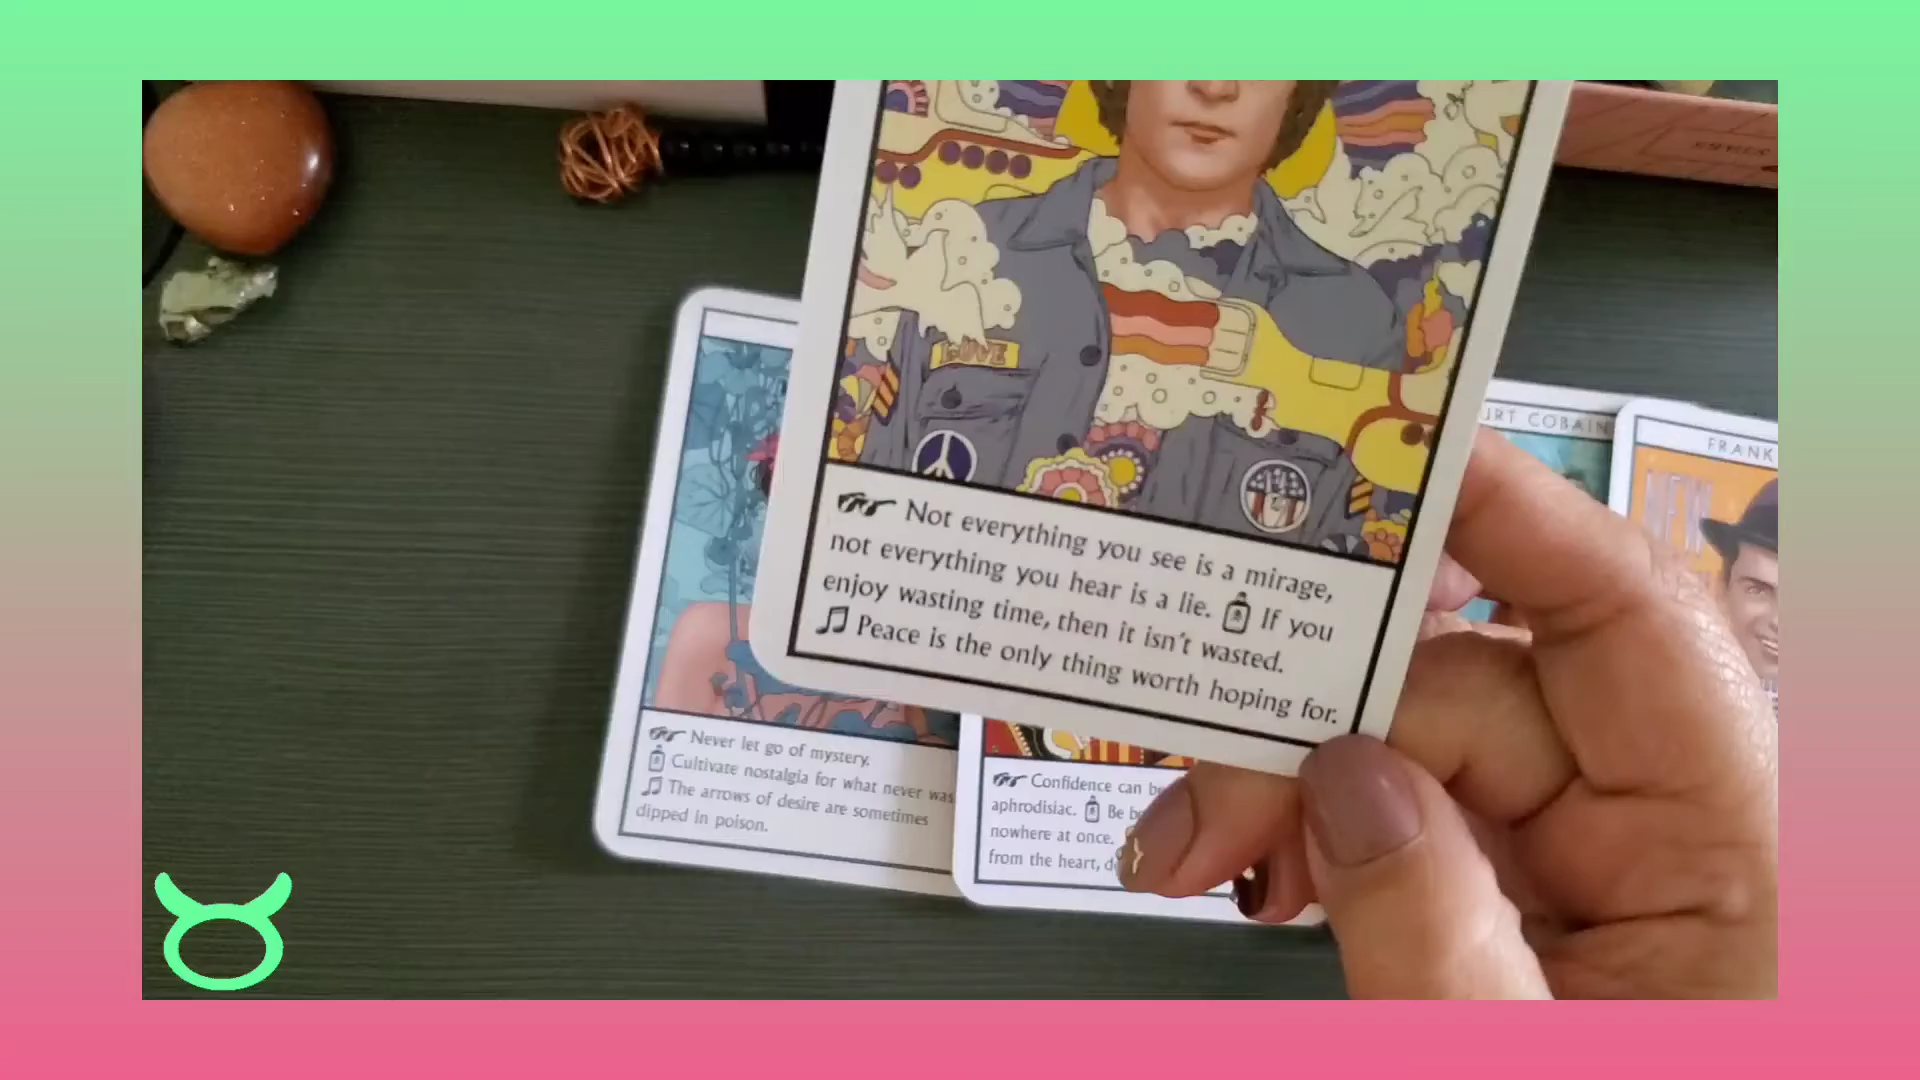 LOVE
Not everything you see is a mirage,
not everything you hear is a lie. If you
enjoy wasting time, then it isn't wasted.
Peace is the only thing worth hoping for.
Never let go of mystery.
Cultivate nostalgia for what never was
The arrows of desire are sometimes
dipped in poison.
Confidence can
aphrodisiac. Be
nowhere at once.
from the heart,
COBAIN
FRANK
NEW